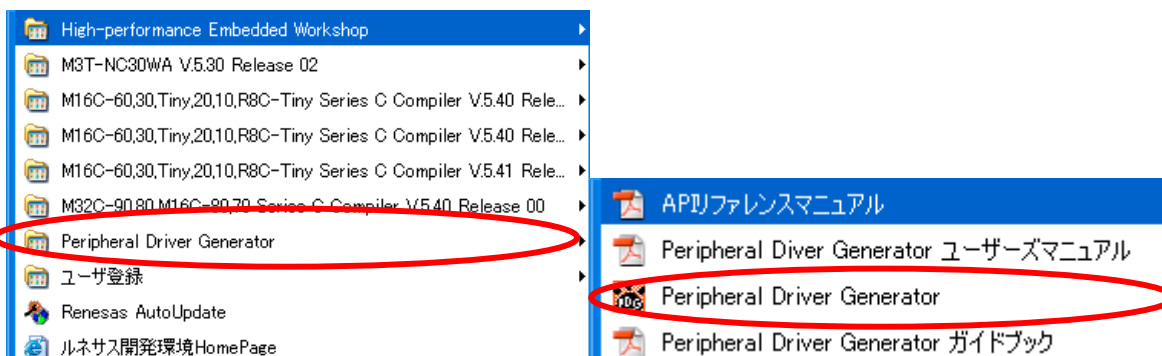 High-performance Embedded Workshop
M3T-NC30WA V.5.30 Release 02
M16C-60,30,Tiny,20,10,R8C-Tiny Series C Compiler V.5.40 Rele...
M16C-60,30,Tiny,20,10,R8C-Tiny Series C Compiler V.5.40 Rele...
M16C-60,30,Tiny,20,10,R8C-Tiny Series C Compiler V.5.41 Rele...
M32C-90,80,M16C-80,70 Series C Compiler V.5.40 Release 00
Peripheral Driver Generator
ユーザ登録
Renesas AutoUpdate
ルネサス開発環境HomePage
APIリファレンスマニュアル
Peripheral Diver Generator ユーザーズマニュアル
Peripheral Driver Generator
Peripheral Driver Generator ガイドブック